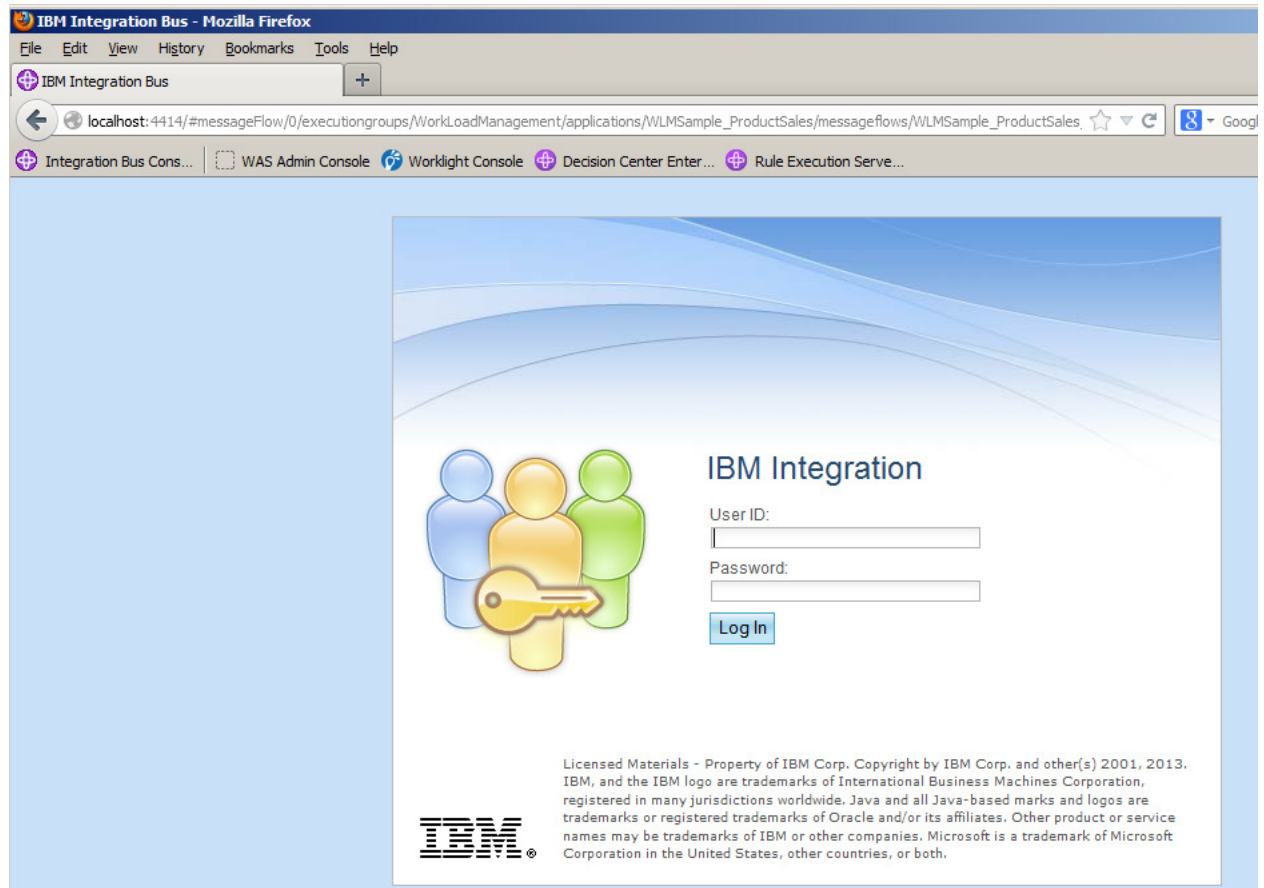 IBM Integration Bus - Mozilla Firefox
File Edit View History Bookmarks Tools Help
IBM Integration Bus +
localhost:4414/#messageFlow/0/executiongroups/WorkLoadManagement/applications/WLMSample_ProductSales/messageflows/WLMSample_ProductSales, 8 Googl
Integration Bus Cons... WAS Admin Console Worklight Console Decision Center Enter... Rule Execution Serve...
IBM Integration
User ID:
Password:
Log In
Licensed Materials - Property of IBM Corp. Copyright by IBM Corp. and other(s) 2001, 2013.
IBM, and the IBM logo are trademarks of International Business Machines Corporation,
registered in many jurisdictions worldwide. Java and all Java-based marks and logos are
trademarks or registered trademarks of Oracle and/or its affiliates. Other product or service
names may be trademarks of IBM or other companies. Microsoft is a trademark of Microsoft
Corporation in the United States, other countries, or both.
IBM®